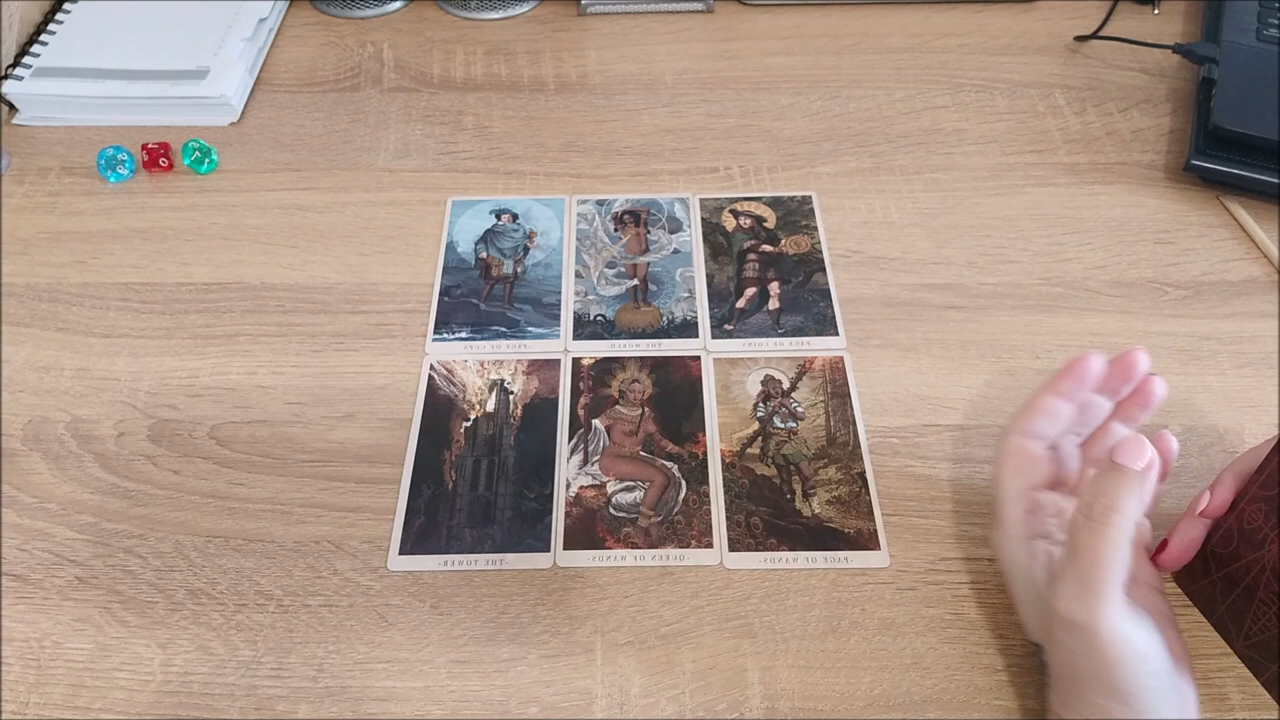 -PAGE OF CUPS-
-THE WORLD-
-PAGE OF COINS-
-THE TOWER-
-QUEEN OF WANDS-
-PAGE OF WANDS-